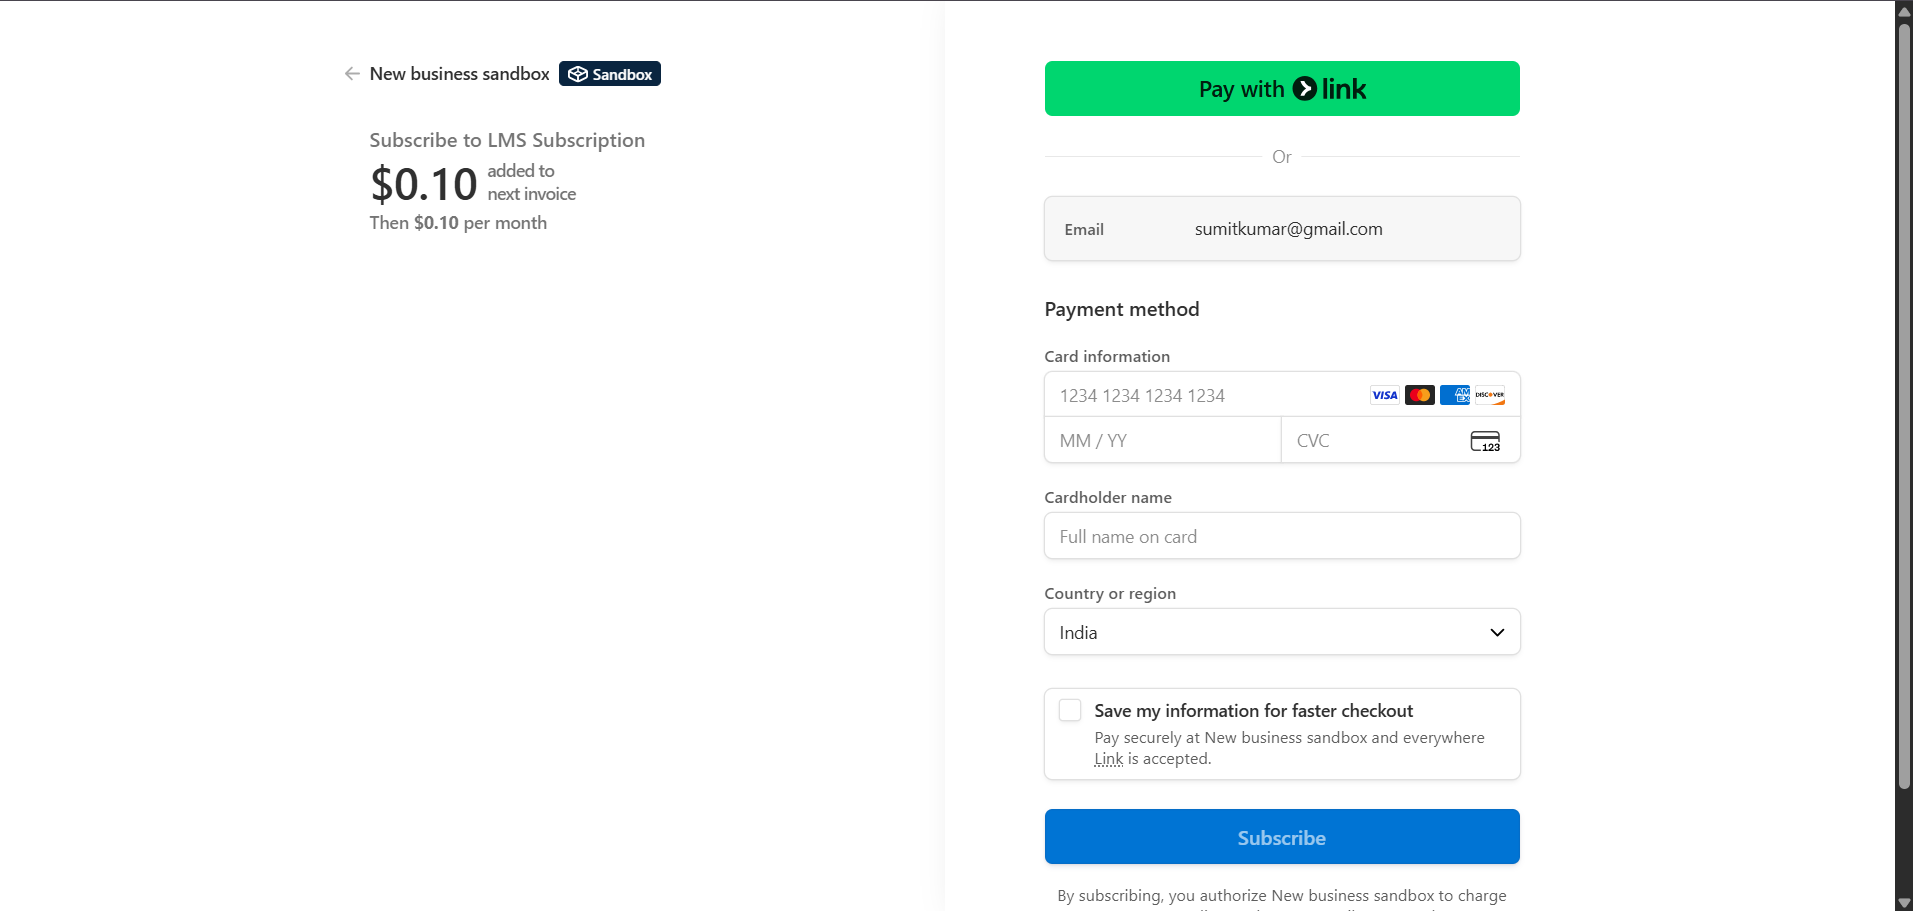 New business sandbox Sandbox
Subscribe to LMS Subscription
$0.10 added to
next invoice
Then $0.10 per month
Pay with link
Or
Email sumitkumar@gmail.com
Payment method
Card information
1234 1234 1234 1234 VISA AMEX DISCOVER
MM / YY CVC 123
Cardholder name
Full name on card
Country or region
India
Save my information for faster checkout
Pay securely at New business sandbox and everywhere
Link is accepted.
Subscribe
By subscribing, you authorize New business sandbox to charge